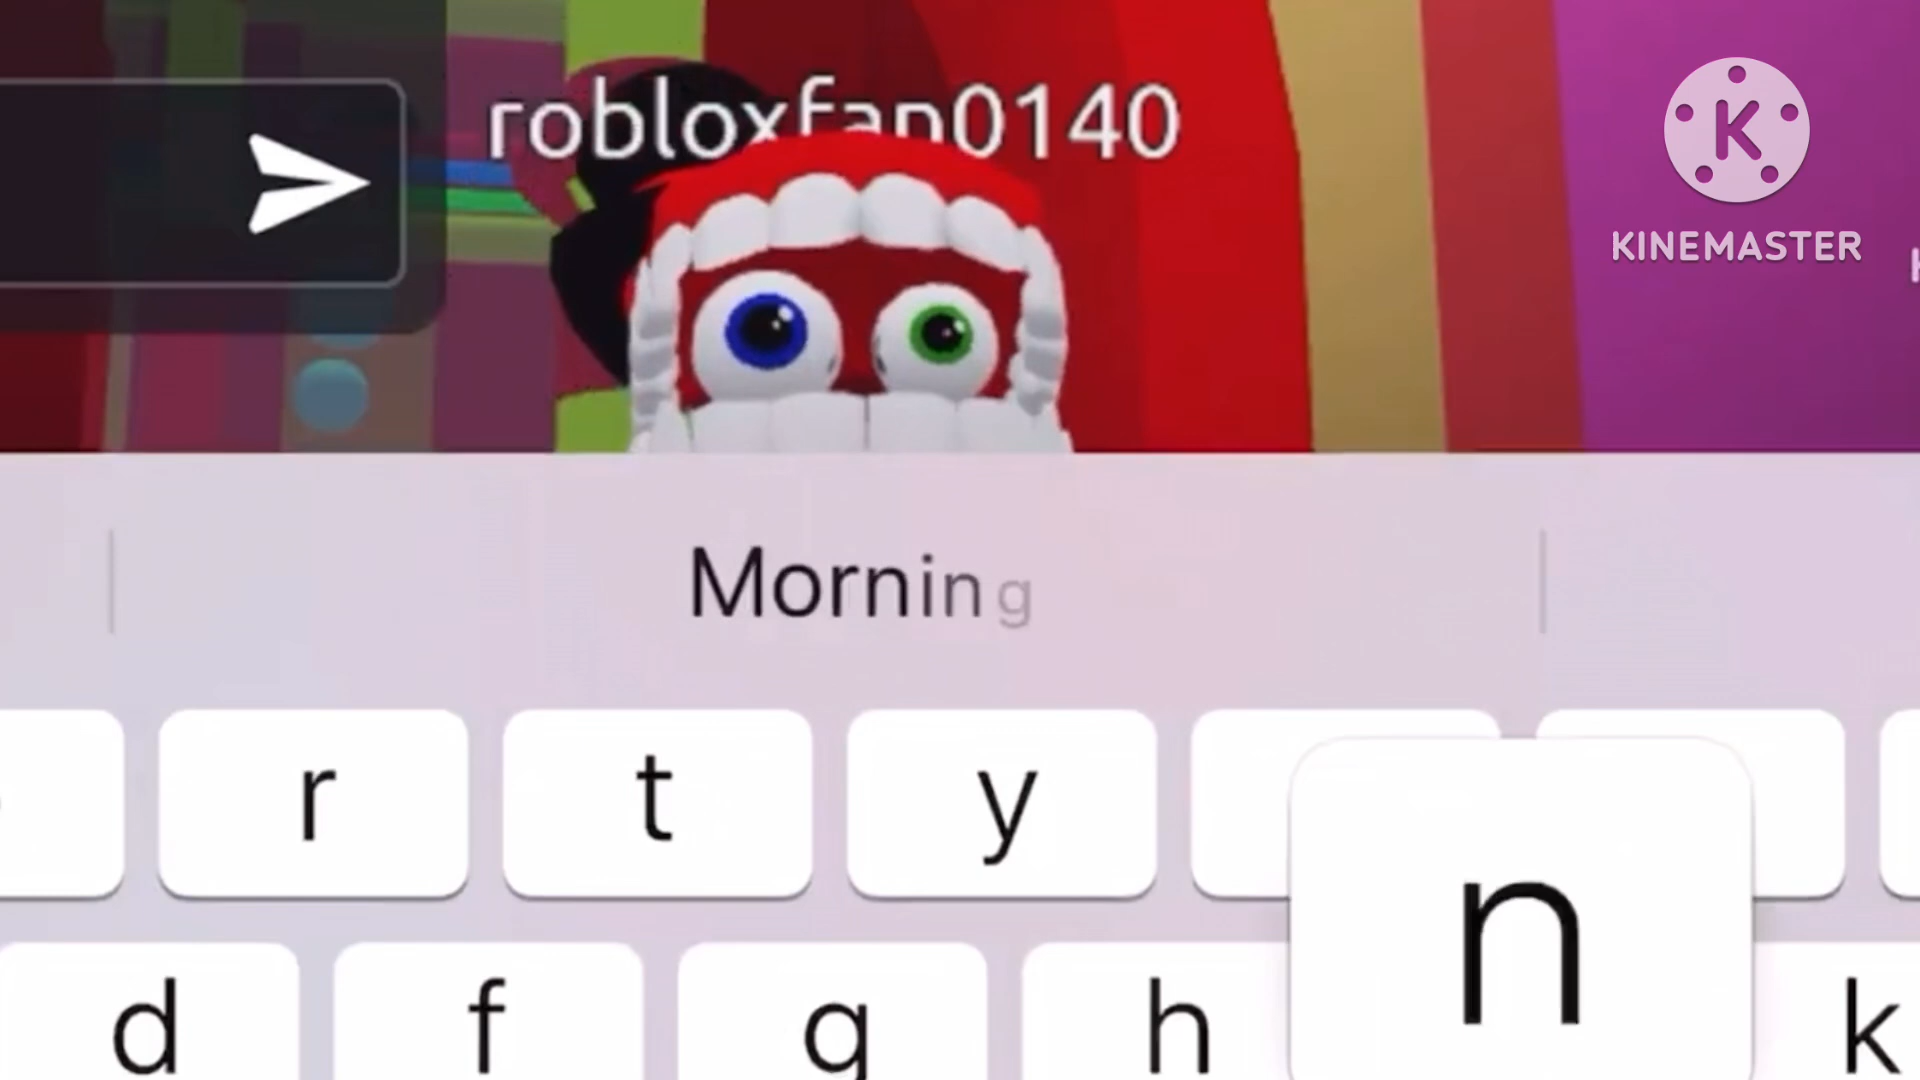 robloxfan0140
K
KINEMASTER
Morning
r t y
n
d f g h k